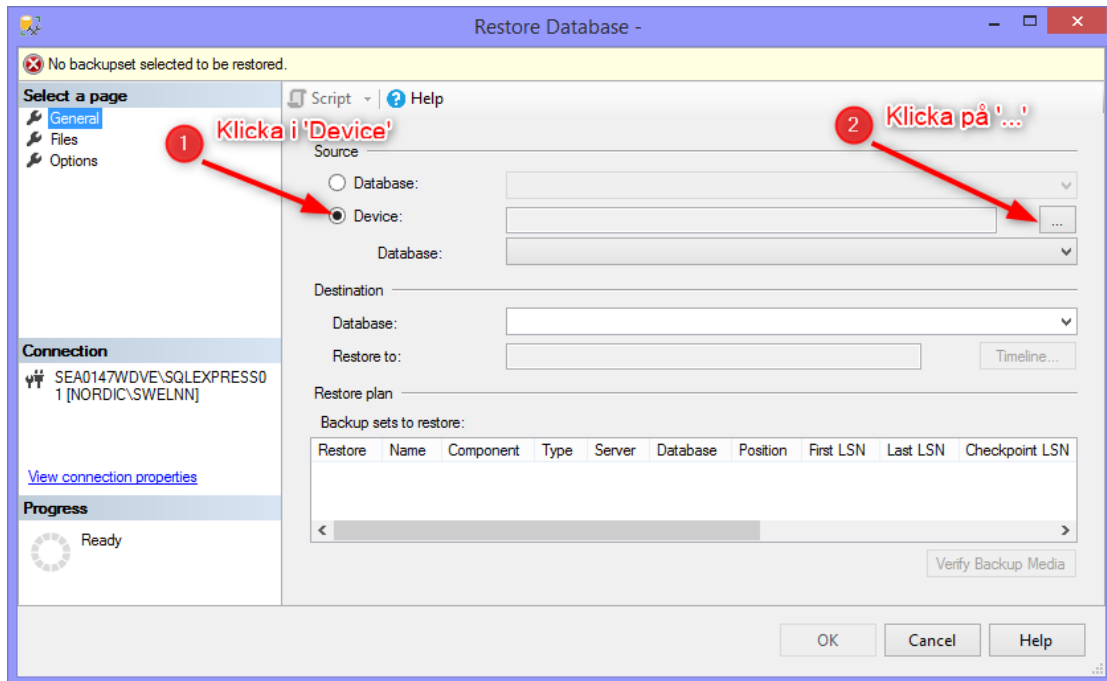 Restore Database -
No backupset selected to be restored.
Select a page
General
Files
Options
Script
Help
1
Klicka i 'Device'
2
Klicka på '...'
Source
Database:
Device:
...
Database:
Destination
Database:
Restore to:
Timeline...
Restore plan
Backup sets to restore:
Restore Name Component Type Server Database Position First LSN Last LSN Checkpoint LSN
Verify Backup Media
Connection
SEA0147WDVE\SQLEXPRESS0
1 [NORDIC\SWELNN]
View connection properties
Progress
Ready
OK Cancel Help